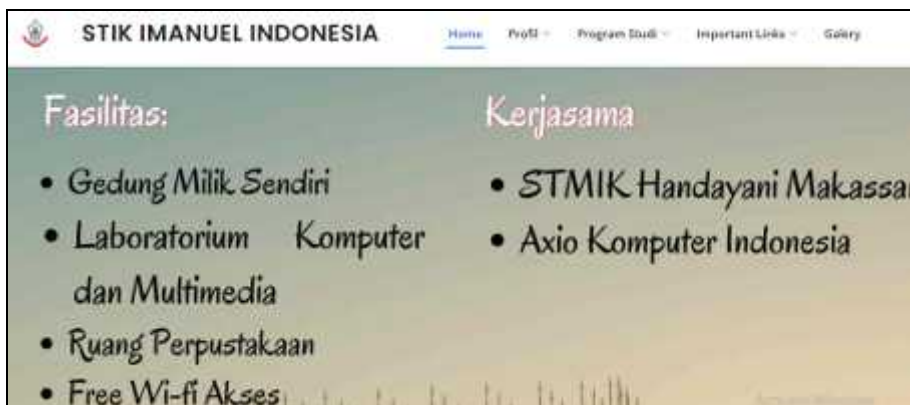 STIK IMANUEL INDONESIA
Home Profil Program Studi Important Links Galery
Fasilitas:
• Gedung Milik Sendiri
• Laboratorium Komputer
dan Multimedia
• Ruang Perpustakaan
• Free Wi-fi Akses
Kerjasama
• STMIK Handayani Makassar
• Axio Komputer Indonesia